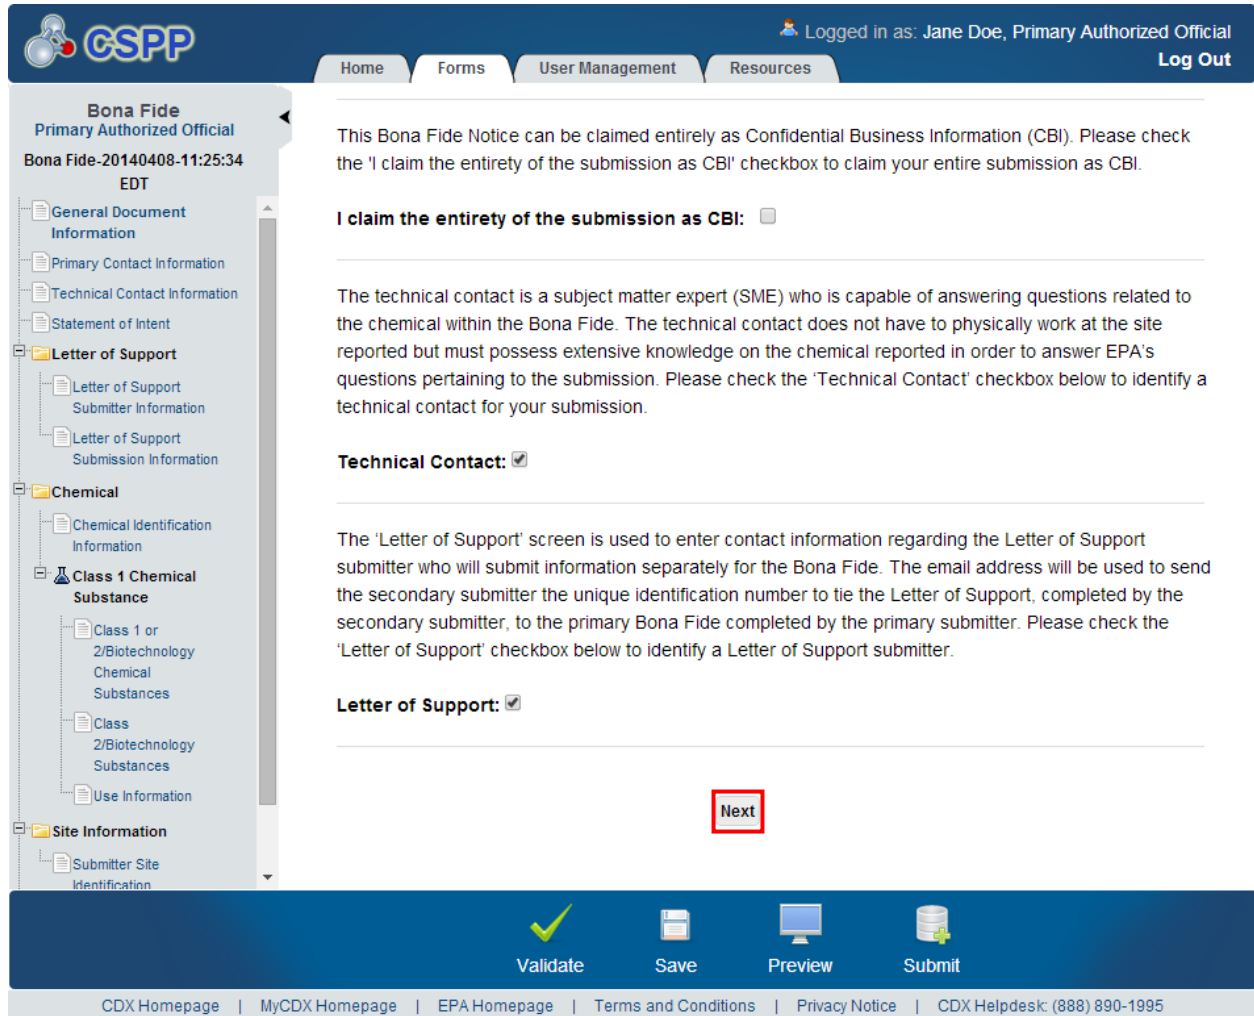 CSPP
Logged in as: Jane Doe, Primary Authorized Official
Log Out
Home
Forms
User Management
Resources
Bona Fide
Primary Authorized Official
Bona Fide-20140408-11:25:34
EDT
General Document
Information
Primary Contact Information
Technical Contact Information
Statement of Intent
Letter of Support
Letter of Support
Submitter Information
Letter of Support
Submission Information
Chemical
Chemical Identification
Information
Class 1 Chemical
Substance
Class 1 or
2/Biotechnology
Chemical
Substances
Class
2/Biotechnology
Substances
Use Information
Site Information
Submitter Site
Identification
This Bona Fide Notice can be claimed entirely as Confidential Business Information (CBI). Please check
the 'I claim the entirety of the submission as CBI' checkbox to claim your entire submission as CBI.
I claim the entirety of the submission as CBI:
The technical contact is a subject matter expert (SME) who is capable of answering questions related to
the chemical within the Bona Fide. The technical contact does not have to physically work at the site
reported but must possess extensive knowledge on the chemical reported in order to answer EPA's
questions pertaining to the submission. Please check the ‘Technical Contact’ checkbox below to identify a
technical contact for your submission.
Technical Contact:
The ‘Letter of Support’ screen is used to enter contact information regarding the Letter of Support
submitter who will submit information separately for the Bona Fide. The email address will be used to send
the secondary submitter the unique identification number to tie the Letter of Support, completed by the
secondary submitter, to the primary Bona Fide completed by the primary submitter. Please check the
‘Letter of Support’ checkbox below to identify a Letter of Support submitter.
Letter of Support:
Next
Validate
Save
Preview
Submit
CDX Homepage | MyCDX Homepage | EPA Homepage | Terms and Conditions | Privacy Notice | CDX Helpdesk: (888) 890-1995